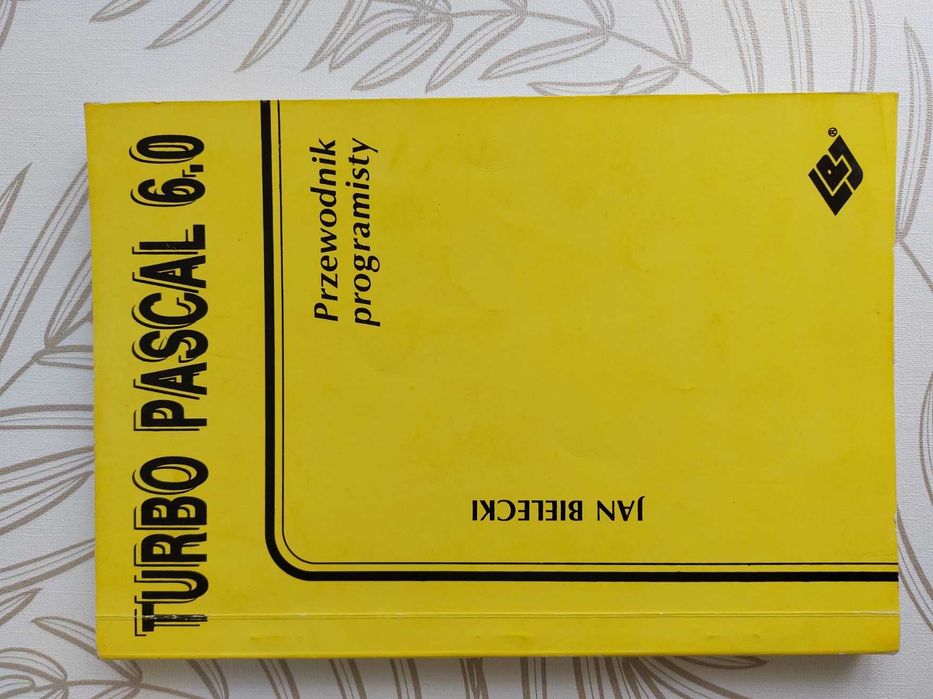 TURBO PASCAL 6.0
Przewodnik
programisty
JAN BIELECKI
®